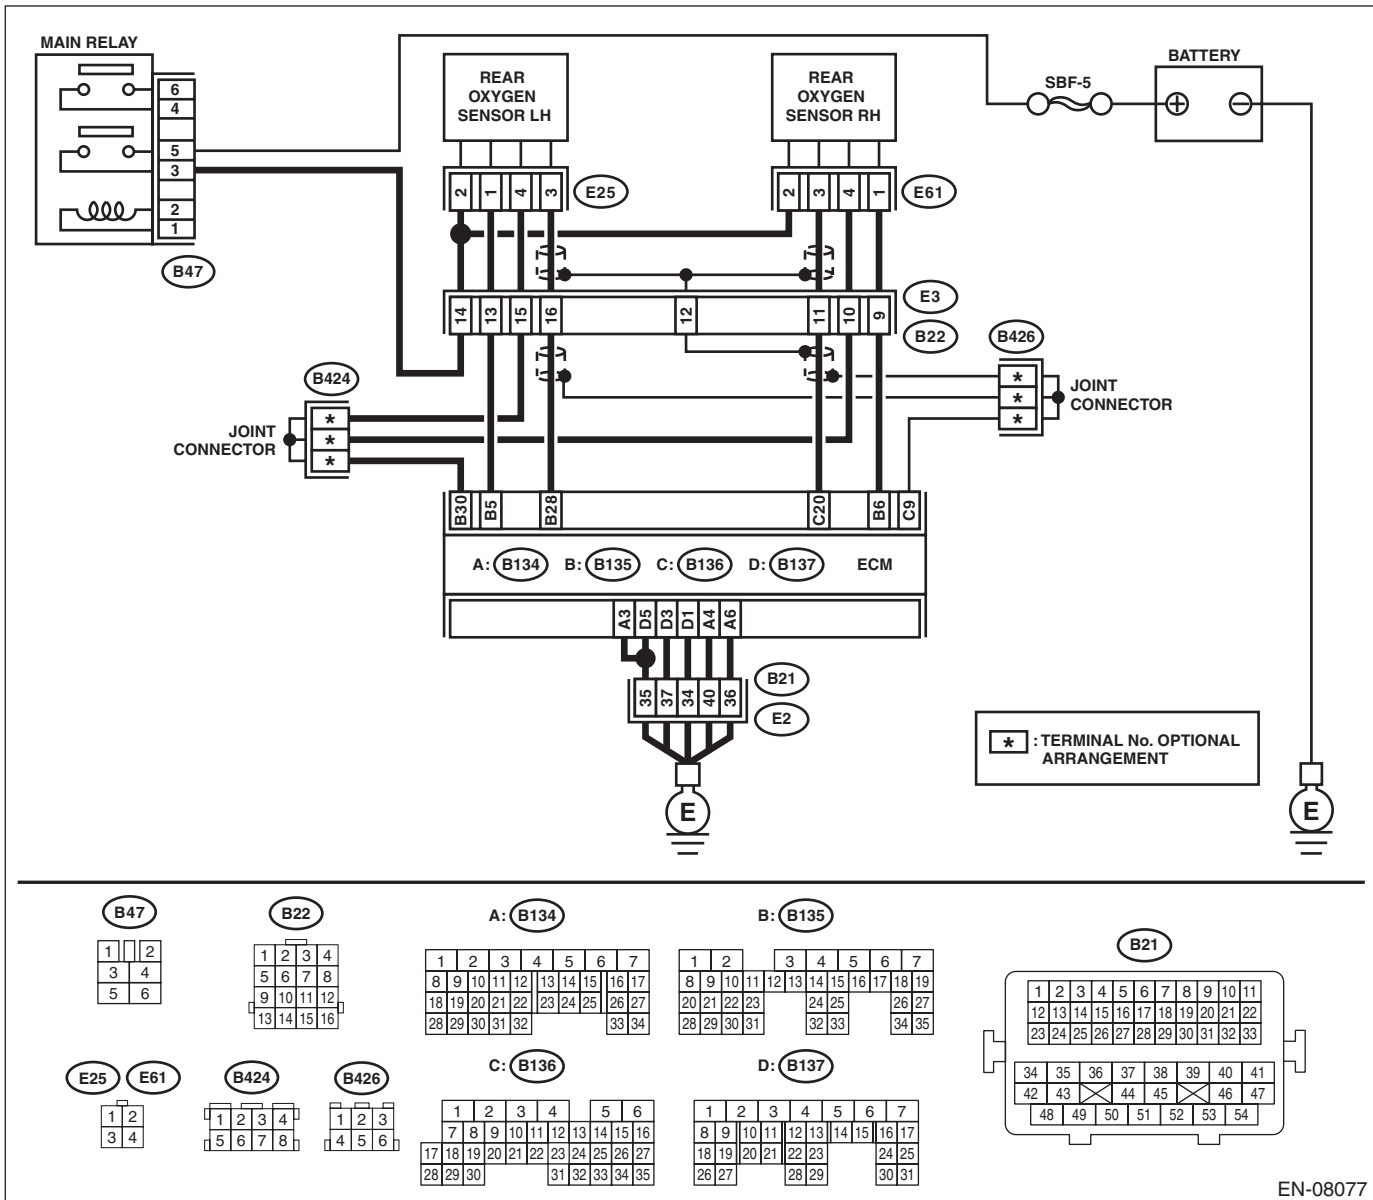 MAIN RELAY
6
4
5
3
2
1
B47
REAR
OXYGEN
SENSOR LH
2 1 4 3
E25
REAR
OXYGEN
SENSOR RH
2 3 4 1
E61
SBF-5
BATTERY
+ −
14 13 15 16 12 11 10 9
E3
B22
B424
JOINT
CONNECTOR
*
*
*
B426
*
*
*
JOINT
CONNECTOR
B30 B5 B28 C20 B6 C9
A: B134 B: B135 C: B136 D: B137 ECM
A3 D5 D3 D1 A4 A6
35 37 34 40 36
B21
E2
E
* : TERMINAL No. OPTIONAL
ARRANGEMENT
E
B47
1 2
3 4
5 6
B22
1 2 3 4
5 6 7 8
9 10 11 12
13 14 15 16
A: B134
1 2 3 4 5 6 7
8 9 10 11 12 13 14 15 16 17
18 19 20 21 22 23 24 25 26 27
28 29 30 31 32 33 34
B: B135
1 2 3 4 5 6 7
8 9 10 11 12 13 14 15 16 17 18 19
20 21 22 23 24 25 26 27
28 29 30 31 32 33 34 35
B21
1 2 3 4 5 6 7 8 9 10 11
12 13 14 15 16 17 18 19 20 21 22
23 24 25 26 27 28 29 30 31 32 33
34 35 36 37 38 39 40 41
42 43 44 45 46 47
48 49 50 51 52 53 54
E25 E61
1 2
3 4
B424
1 2 3 4
5 6 7 8
B426
1 2 3
4 5 6
C: B136
1 2 3 4 5 6
7 8 9 10 11 12 13 14 15 16
17 18 19 20 21 22 23 24 25 26 27
28 29 30 31 32 33 34 35
D: B137
1 2 3 4 5 6 7
8 9 10 11 12 13 14 15 16 17
18 19 20 21 22 23 24 25
26 27 28 29 30 31
EN-08077